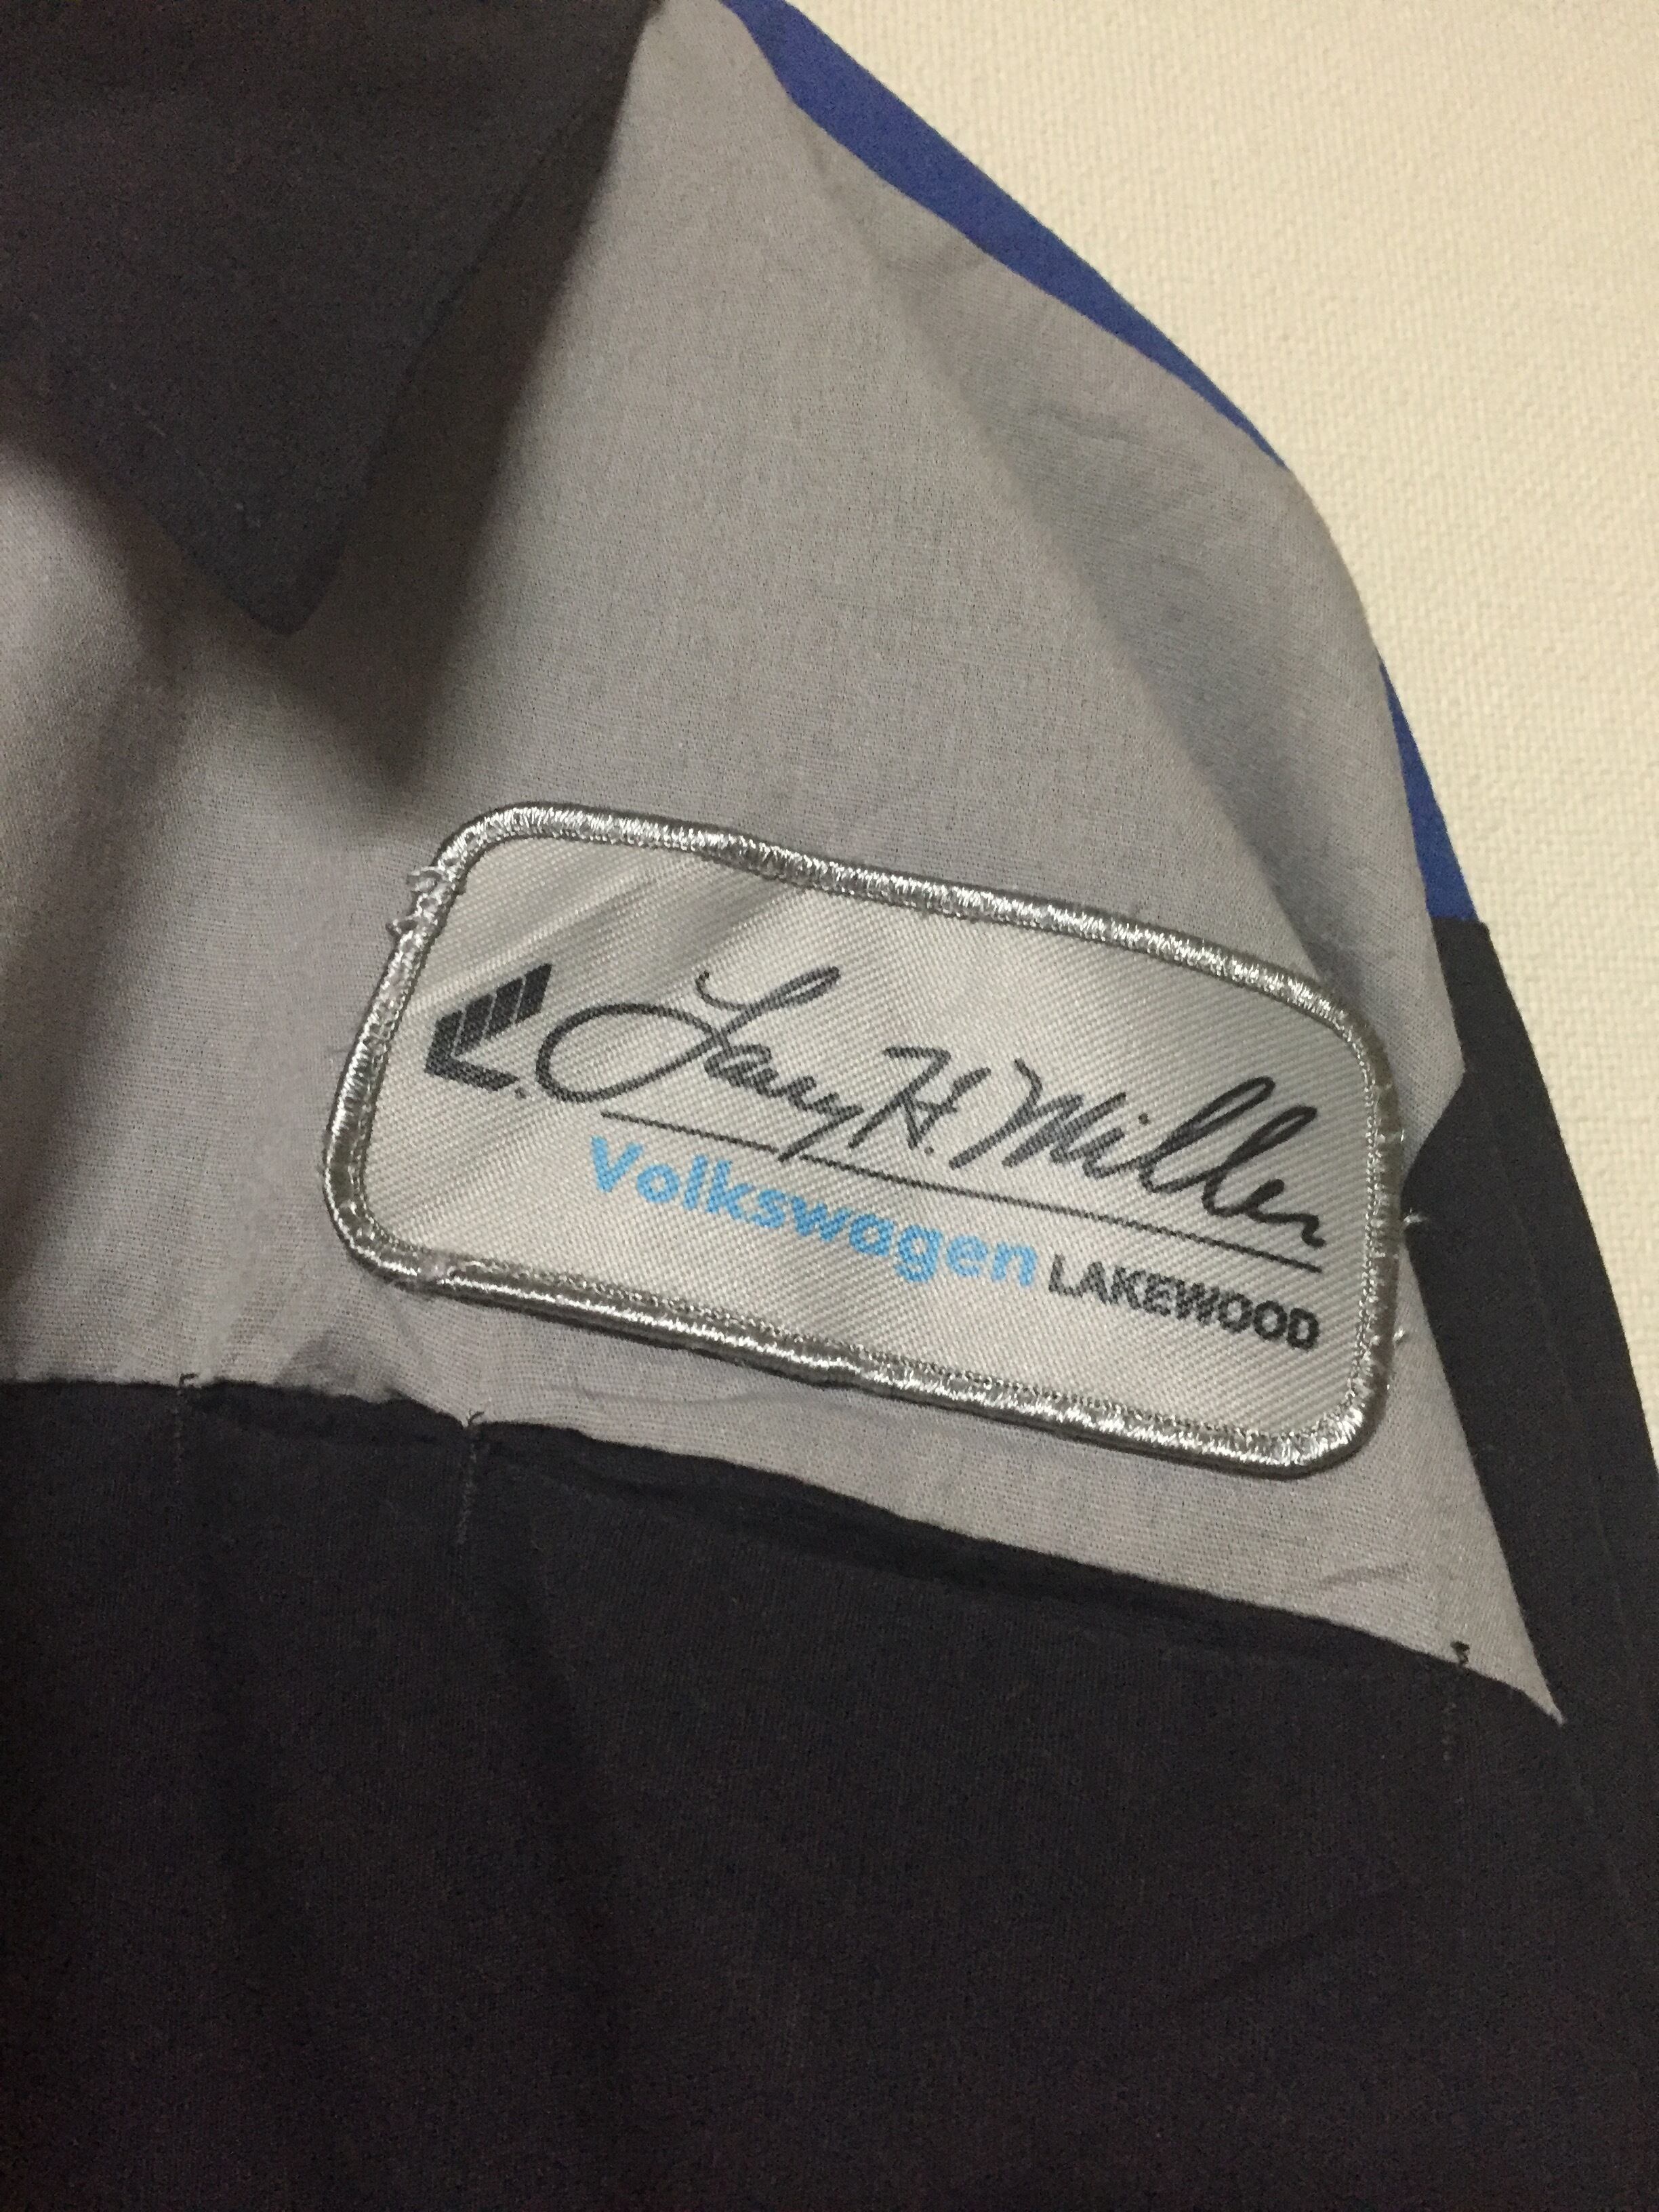 Larry H. Miller
Volkswagen LAKEWOOD